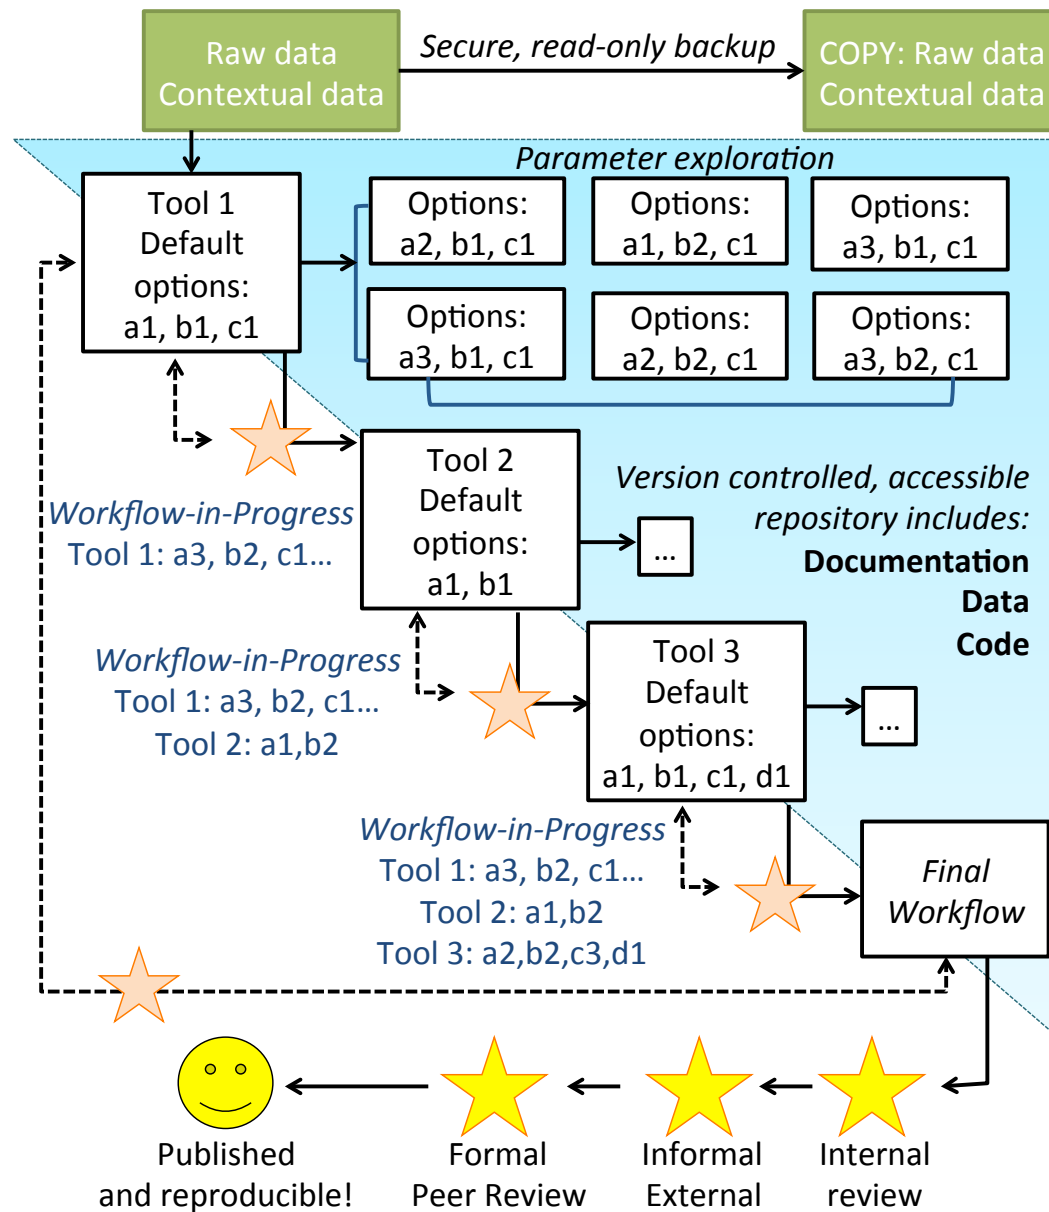 Raw data
Contextual data
Secure, read-only backup
COPY: Raw data
Contextual data
Parameter exploration
Tool 1
Default
options:
a1, b1, c1
Options:
a2, b1, c1
Options:
a1, b2, c1
Options:
a3, b1, c1
Options:
a3, b1, c1
Options:
a2, b2, c1
Options:
a3, b2, c1
Workflow-in-Progress
Tool 1: a3, b2, c1...
Tool 2
Default
options:
a1, b1
...
Version controlled, accessible
repository includes:
Documentation
Data
Code
Workflow-in-Progress
Tool 1: a3, b2, c1...
Tool 2: a1,b2
Tool 3
Default
options:
a1, b1, c1, d1
...
Workflow-in-Progress
Tool 1: a3, b2, c1...
Tool 2: a1,b2
Tool 3: a2,b2,c3,d1
Final
Workflow
Published
and reproducible!
Formal
Peer Review
Informal
External
Internal
review